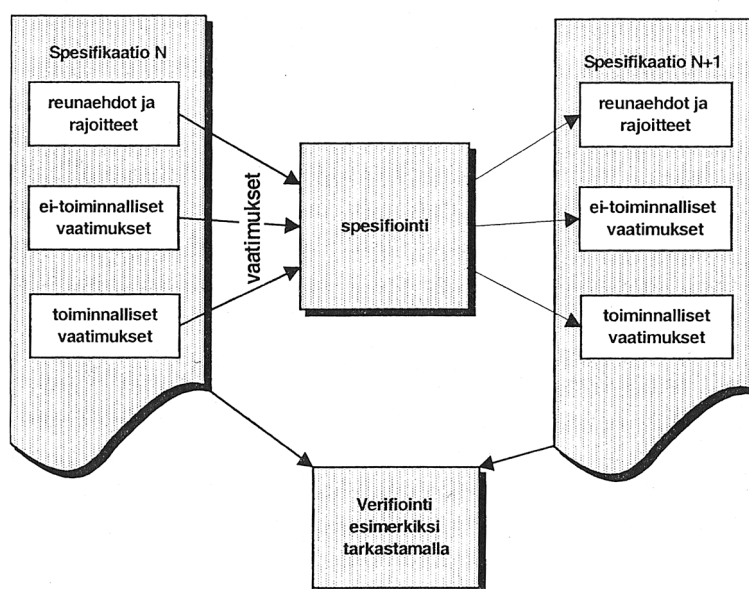 Spesifikaatio N
reunaehdot ja
rajoitteet
ei-toiminnalliset
vaatimukset
toiminnalliset
vaatimukset
vaatimukset
spesifiointi
Spesifikaatio N+1
reunaehdot ja
rajoitteet
ei-toiminnalliset
vaatimukset
toiminnalliset
vaatimukset
Verifiointi
esimerkiksi
tarkastamalla